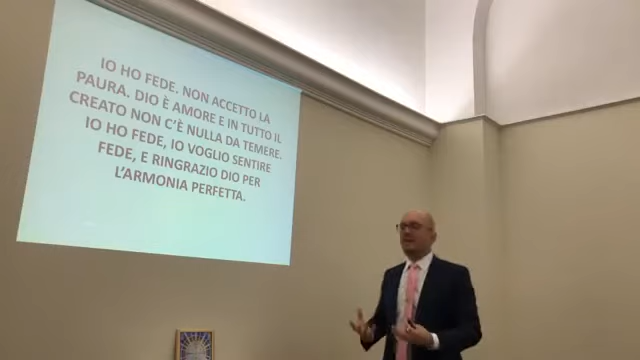 IO HO FEDE. NON ACCETTO LA
PAURA. DIO È AMORE E IN TUTTO IL
CREATO NON C'È NULLA DA TEMERE.
IO HO FEDE, IO VOGLIO SENTIRE
FEDE, E RINGRAZIO DIO PER
L'ARMONIA PERFETTA.